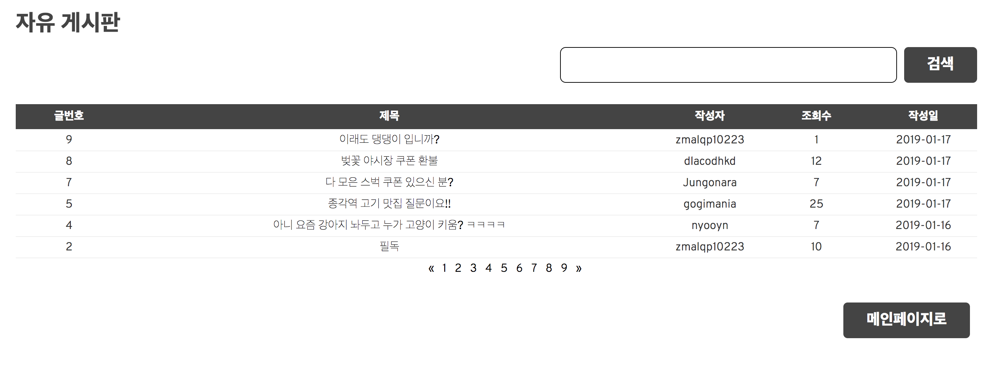 자유 게시판
검색
글번호 제목 작성자 조회수 작성일
9 이래도 댕댕이 입니까? zmalqp10223 1 2019-01-17
8 벚꽃 야시장 쿠폰 환불 dlacodhkd 12 2019-01-17
7 다 모은 스벅 쿠폰 있으신 분? Jungonara 7 2019-01-17
5 종각역 고기 맛집 질문이요!! gogimania 25 2019-01-17
4 아니 요즘 강아지 놔두고 누가 고양이 키움? ㅋㅋㅋㅋ nyooyn 7 2019-01-16
2 필독 zmalqp10223 10 2019-01-16
« 1 2 3 4 5 6 7 8 9 »
메인페이지로